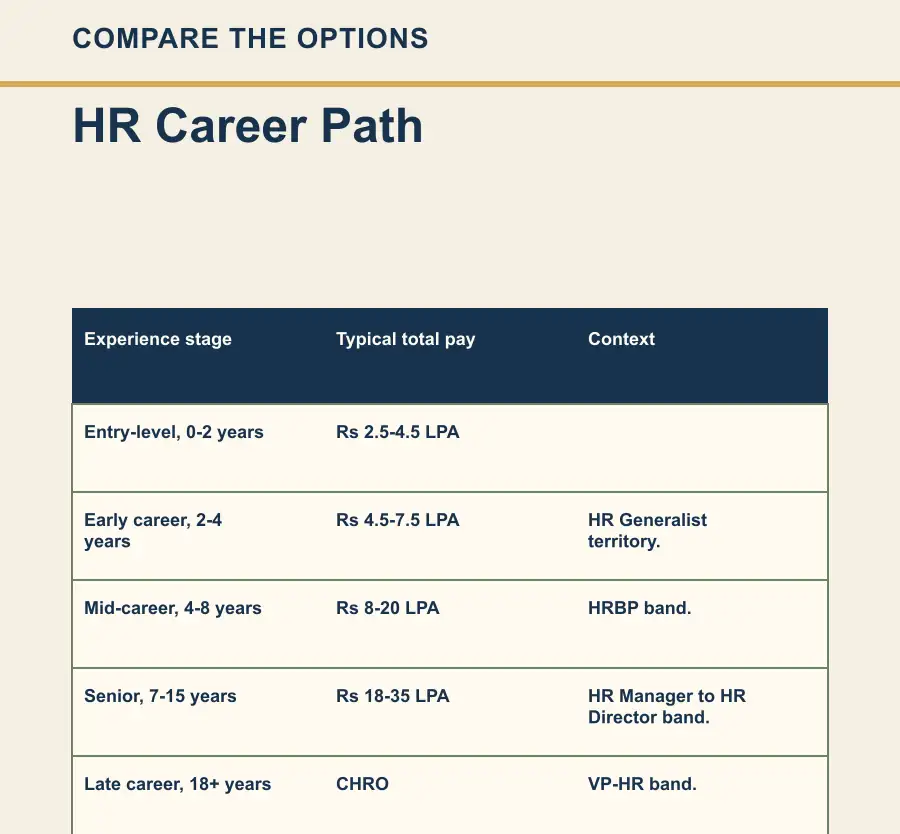 COMPARE THE OPTIONS
HR Career Path
Experience stage Typical total pay Context
Entry-level, 0-2 years Rs 2.5-4.5 LPA
Early career, 2-4 Rs 4.5-7.5 LPA HR Generalist
years territory.
Mid-career, 4-8 years Rs 8-20 LPA HRBP band.
Senior, 7-15 years Rs 18-35 LPA HR Manager to HR
Director band.
Late career, 18+ years CHRO VP-HR band.